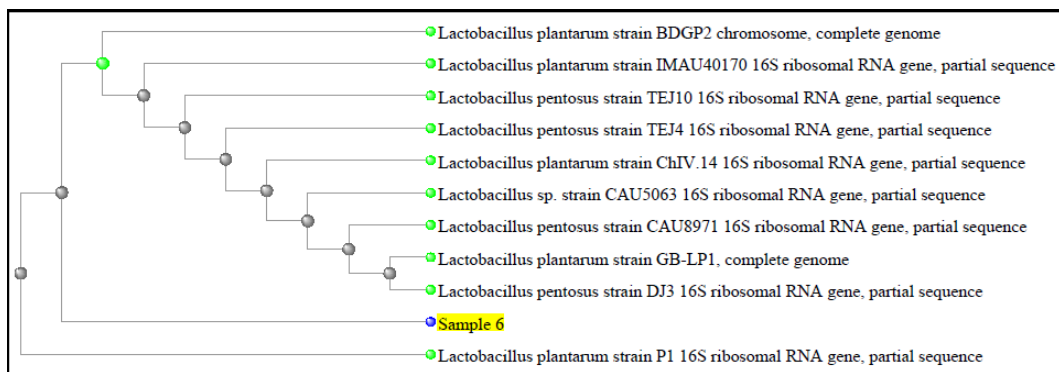 Lactobacillus plantarum strain BDGP2 chromosome, complete genome
Lactobacillus plantarum strain IMAU40170 16S ribosomal RNA gene, partial sequence
Lactobacillus pentosus strain TEJ10 16S ribosomal RNA gene, partial sequence
Lactobacillus pentosus strain TEJ4 16S ribosomal RNA gene, partial sequence
Lactobacillus plantarum strain ChIV.14 16S ribosomal RNA gene, partial sequence
Lactobacillus sp. strain CAU5063 16S ribosomal RNA gene, partial sequence
Lactobacillus pentosus strain CAU8971 16S ribosomal RNA gene, partial sequence
Lactobacillus plantarum strain GB-LP1, complete genome
Lactobacillus pentosus strain DJ3 16S ribosomal RNA gene, partial sequence
Sample 6
Lactobacillus plantarum strain P1 16S ribosomal RNA gene, partial sequence